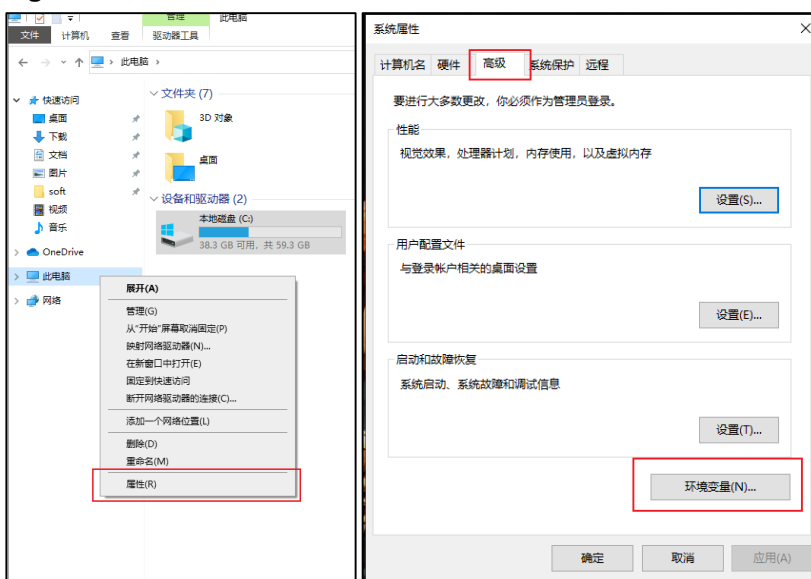 管理
此电脑
文件
计算机
查看
驱动器工具
此电脑
快速访问
桌面
下载
文档
图片
soft
视频
音乐
OneDrive
此电脑
网络
文件夹 (7)
3D 对象
桌面
设备和驱动器 (2)
本地磁盘 (C:)
38.3 GB 可用，共 59.3 GB
展开(A)
管理(G)
从"开始"屏幕取消固定(P)
映射网络驱动器(N)...
在新窗口中打开(E)
固定到快速访问
断开网络驱动器的连接(C)...
添加一个网络位置(L)
删除(D)
重命名(M)
属性(R)
系统属性
计算机名
硬件
高级
系统保护
远程
要进行大多数更改，你必须作为管理员登录。
性能
视觉效果，处理器计划，内存使用，以及虚拟内存
设置(S)...
用户配置文件
与登录帐户相关的桌面设置
设置(E)...
启动和故障恢复
系统启动、系统故障和调试信息
设置(T)...
环境变量(N)...
确定
取消
应用(A)